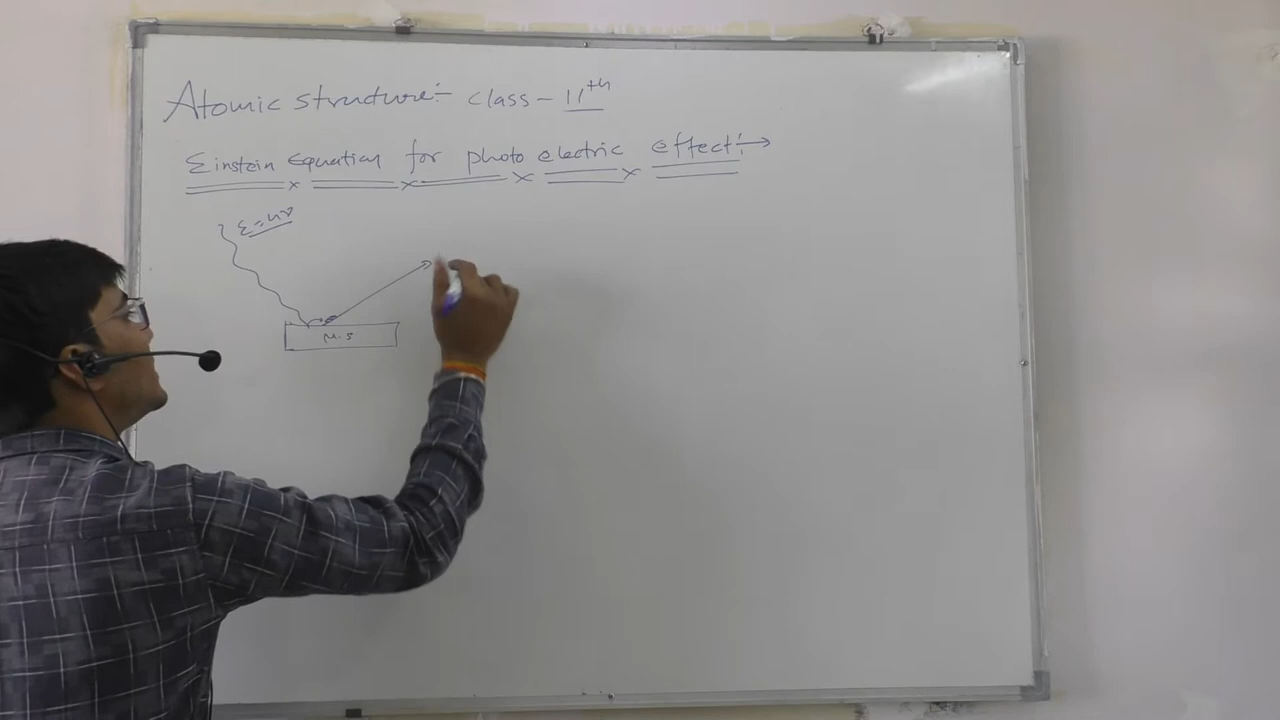 Atomic structure:- class - 11th
Einstein Equation for photo electric effect:→
E=hν
M.S